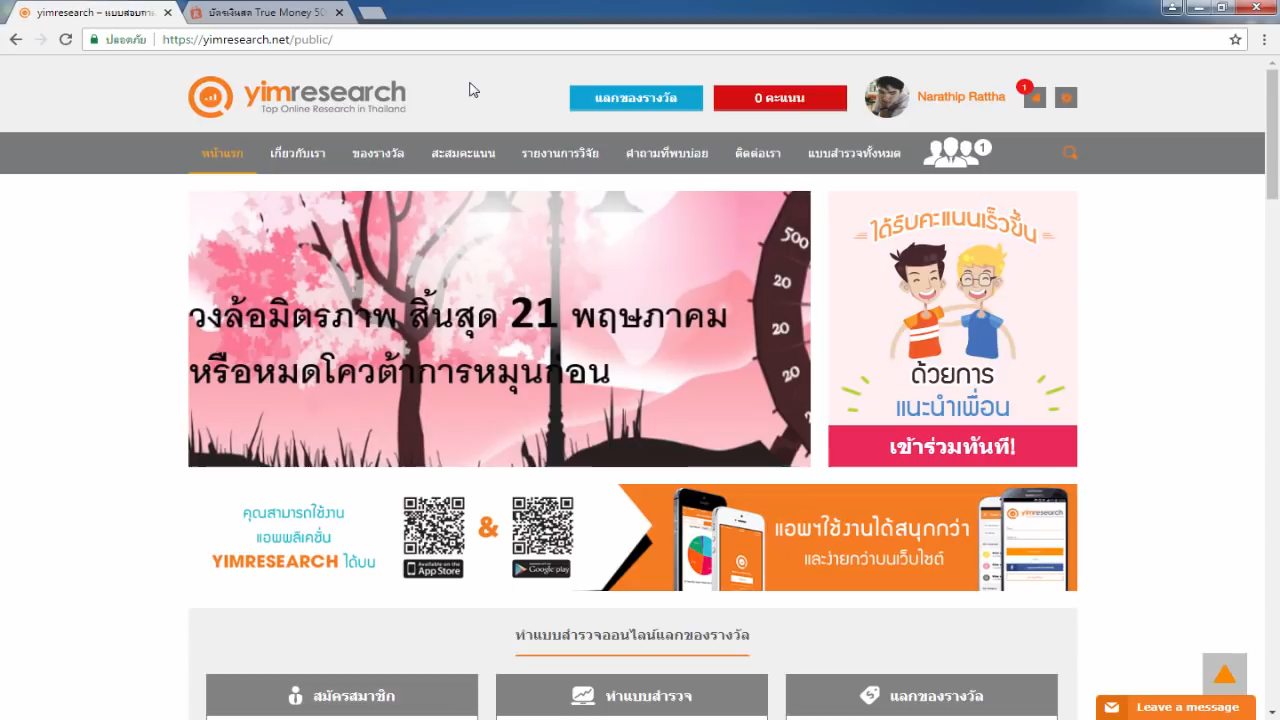 yimresearch – แบบสอบถา
บัตรเงินสด True Money 50
ปลอดภัย
https://yimresearch.net/public/
yimresearch
Top Online Research in Thailand
แลกของรางวัล
0 คะแนน
Narathip Rattha
1
หน้าแรก
เกี่ยวกับเรา
ของรางวัล
สะสมคะแนน
รายงานการวิจัย
คำถามที่พบบ่อย
ติดต่อเรา
แบบสำรวจทั้งหมด
1
วงล้อมิตรภาพ สิ้นสุด 21 พฤษภาคม
หรือหมดโควต้าการหมุนก่อน
500
20
20
20
ได้รับคะแนนเร็วขึ้น
ด้วยการ
แนะนำเพื่อน
เข้าร่วมทันที!
คุณสามารถใช้งาน
แอพพลิเคชั่น
YIMRESEARCH ได้บน
Available on the
App Store
&
Google play
แอพฯใช้งานได้สนุกกว่า
และง่ายกว่าบนเว็บไซต์
yimresearch
ทำแบบสำรวจออนไลน์แลกของรางวัล
สมัครสมาชิก
ทำแบบสำรวจ
แลกของรางวัล
Leave a message